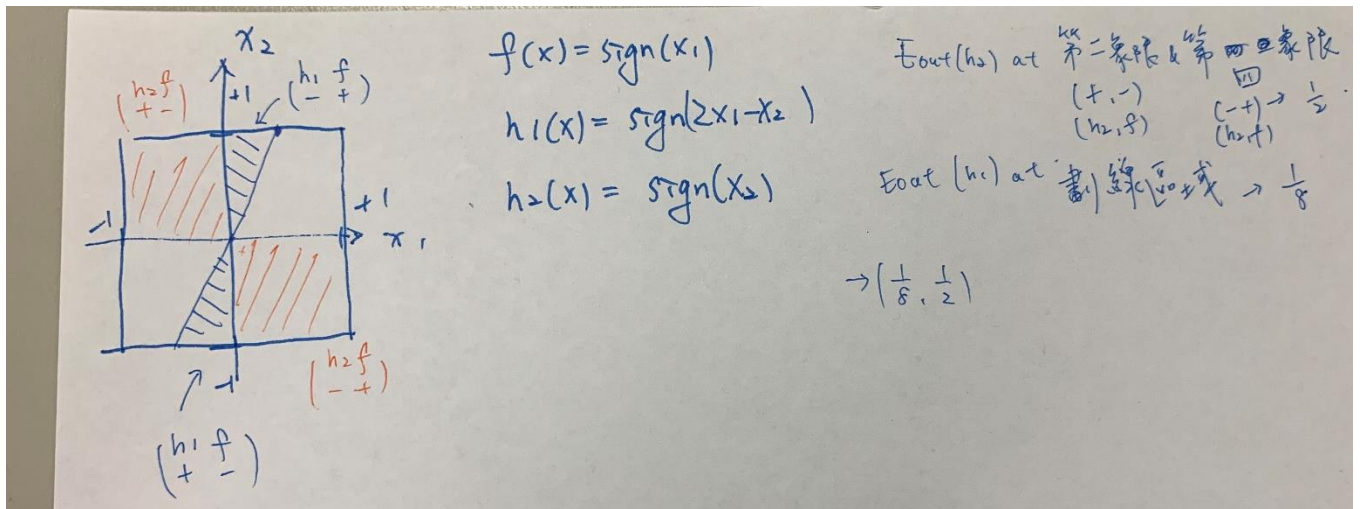 x2
(h2 f
+ -)
+1
(h1 f
- +)
-1
+1
x1
-1
(h2 f
- +)
(h1 f
+ -)
f(x) = sign(x1)
h1(x) = sign(2x1-x2)
h2(x) = sign(x2)
Eout(h2) at 第二象限 & 第四象限
(+,-) (-+) → 1/2
(h2,f) (h2,f)
Eout (h1) at 劃線區域 → 1/8
→ (1/8, 1/2)